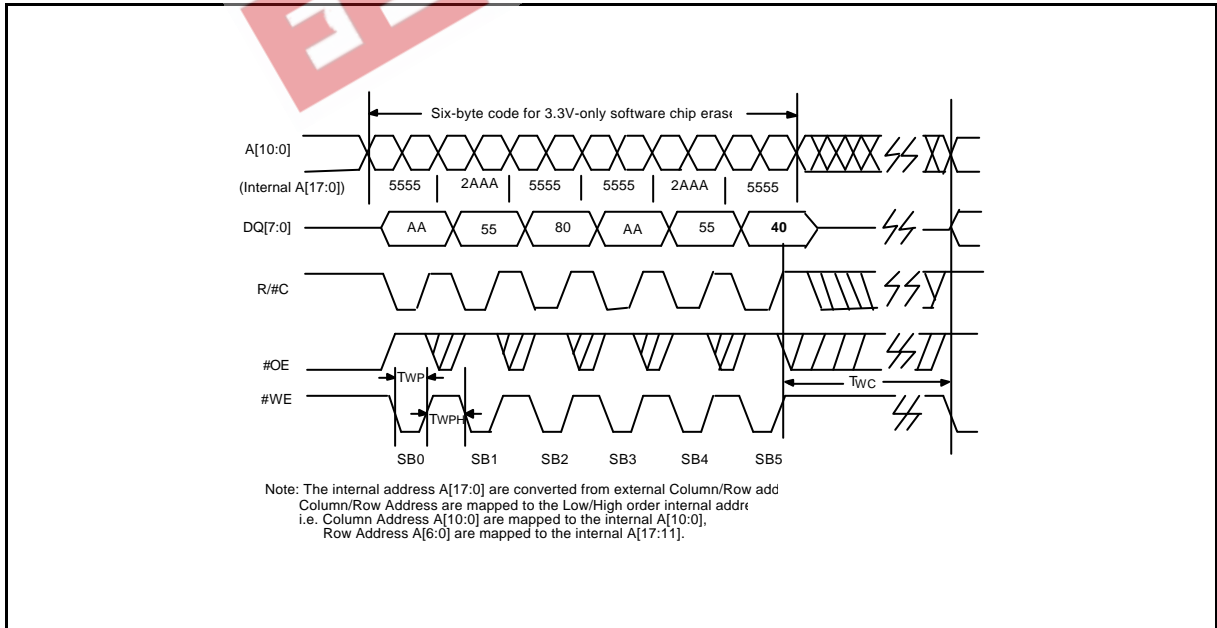 Six-byte code for 3.3V-only software chip erase
A[10:0]
(Internal A[17:0])
5555 2AAA 5555 5555 2AAA 5555
DQ[7:0]
AA 55 80 AA 55 40
R/#C
#OE
TWP
TWC
#WE
TWPH
SB0 SB1 SB2 SB3 SB4 SB5
Note: The internal address A[17:0] are converted from external Column/Row add
Column/Row Address are mapped to the Low/High order internal addre
i.e. Column Address A[10:0] are mapped to the internal A[10:0],
Row Address A[6:0] are mapped to the internal A[17:11].